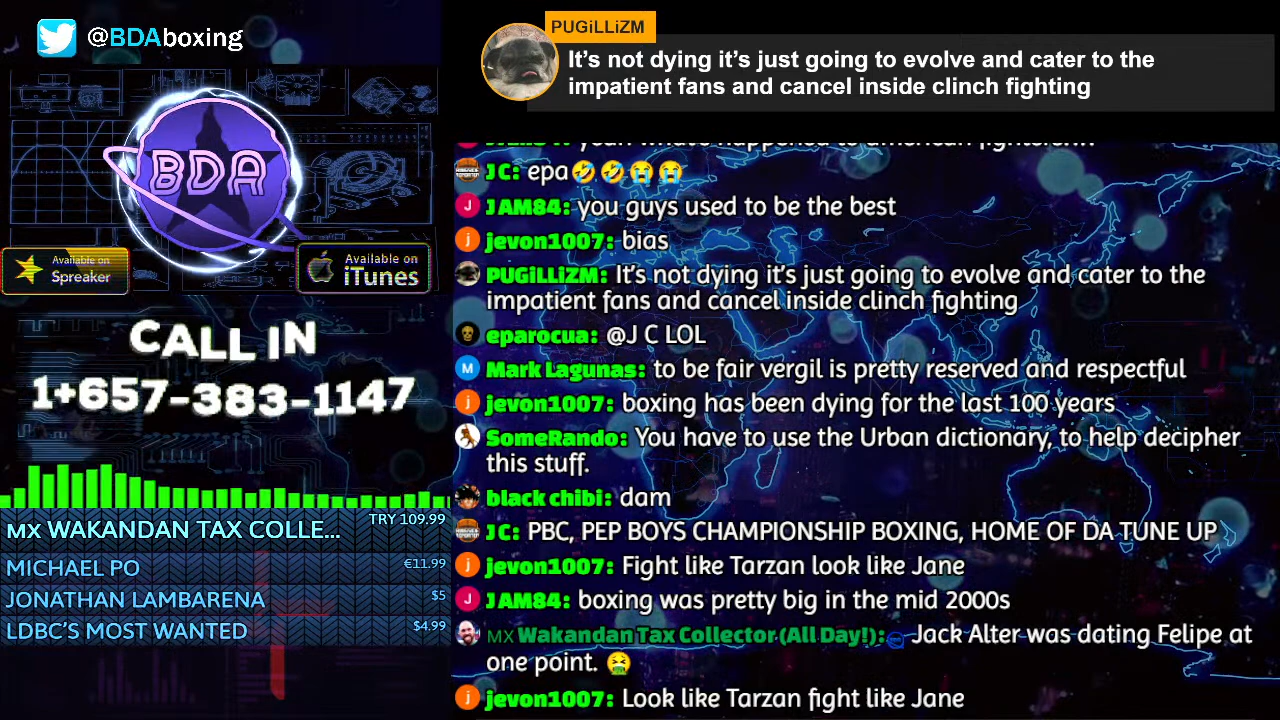 @BDAboxing
BDA
Available on
Spreaker
Available on
iTunes
CALL IN
1+657-383-1147
MX WAKANDAN TAX COLLE...
TRY 109.99
MICHAEL PO
€11.99
JONATHAN LAMBARENA
$5
LDBC'S MOST WANTED
$4.99
PUGiLLiZM
It's not dying it's just going to evolve and cater to the
impatient fans and cancel inside clinch fighting
JC: epa🤣🤣😭😭
JAM84: you guys used to be the best
jevon1007: bias
PUGiLLiZM: It's not dying it's just going to evolve and cater to the
impatient fans and cancel inside clinch fighting
eparocua: @J C LOL
M
Mark Lagunas: to be fair vergil is pretty reserved and respectful
jevon1007: boxing has been dying for the last 100 years
SomeRando: You have to use the Urban dictionary, to help decipher
this stuff.
black chibi: dam
JC: PBC, PEP BOYS CHAMPIONSHIP BOXING, HOME OF DA TUNE UP
jevon1007: Fight like Tarzan look like Jane
JAM84: boxing was pretty big in the mid 2000s
MX Wakandan Tax Collector (All Day!): Jack Alter was dating Felipe at
one point. 🤮
jevon1007: Look like Tarzan fight like Jane